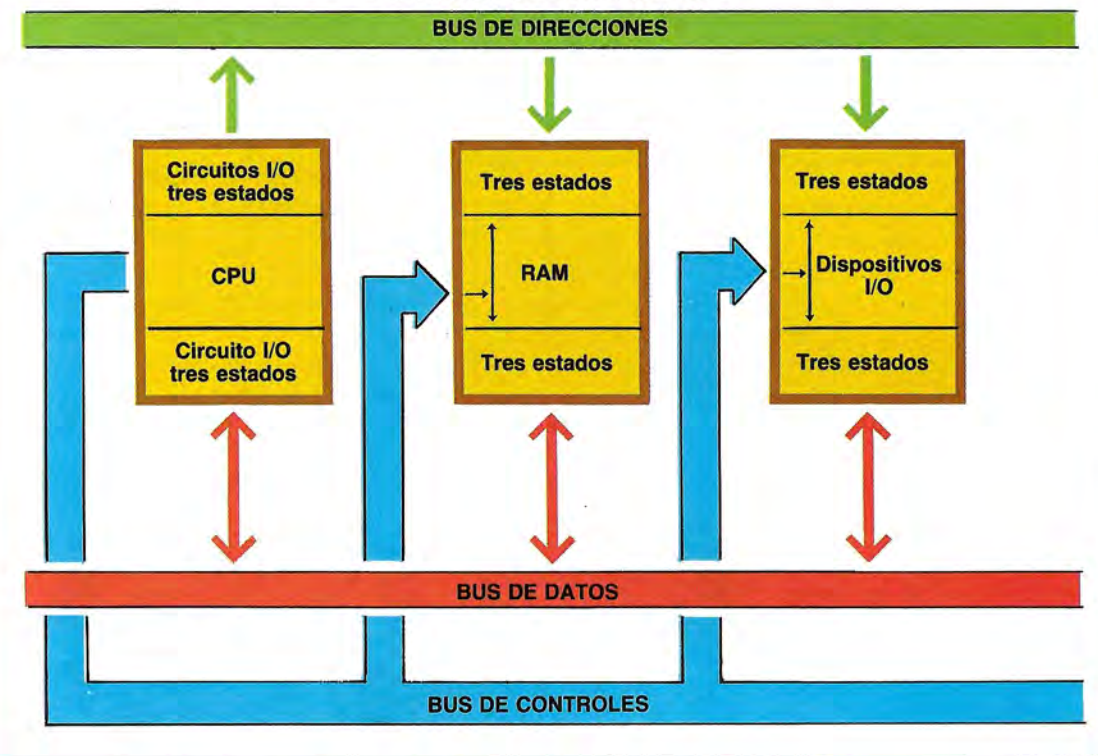 BUS DE DIRECCIONES
Circuitos I/O
tres estados
CPU
Circuito I/O
tres estados
Tres estados
RAM
Tres estados
Tres estados
Dispositivos
I/O
Tres estados
BUS DE DATOS
BUS DE CONTROLES